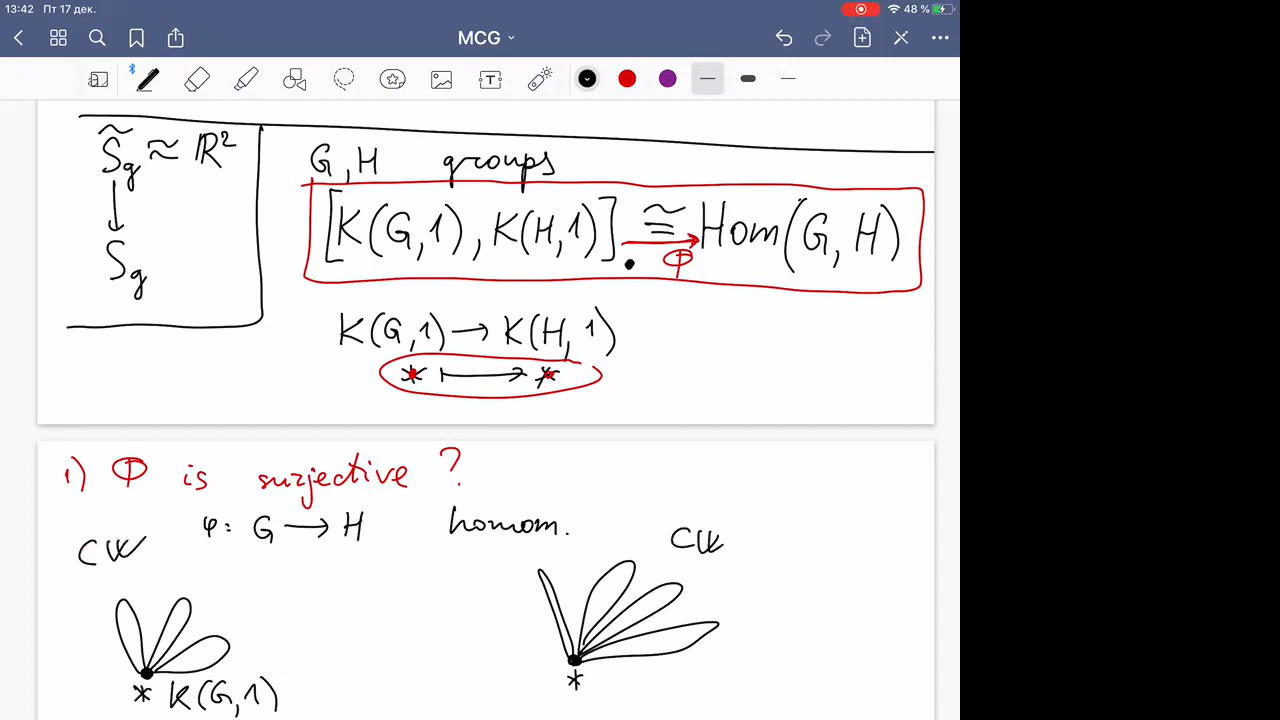 13:42 Пт 17 дек. 48 %
MCG
S̃g ≈ ℝ²
↓
Sg
G, H groups
[K(G,1), K(H,1)]. ≅ Hom(G, H)
Φ
K(G,1) → K(H,1)
* ↦ *
1) Φ is surjective ?
φ: G → H homom.
CW CW
* K(G,1) *